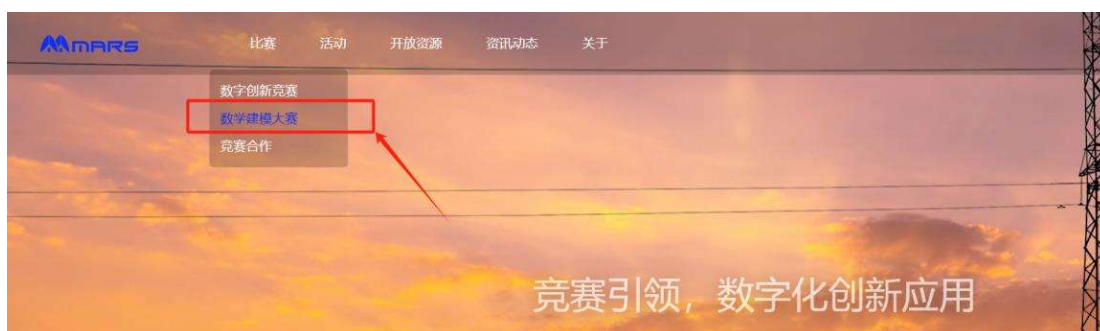 MARS
比赛 活动 开放资源 资讯动态 关于
数字创新竞赛
数学建模大赛
竞赛合作
竞赛引领，数字化创新应用